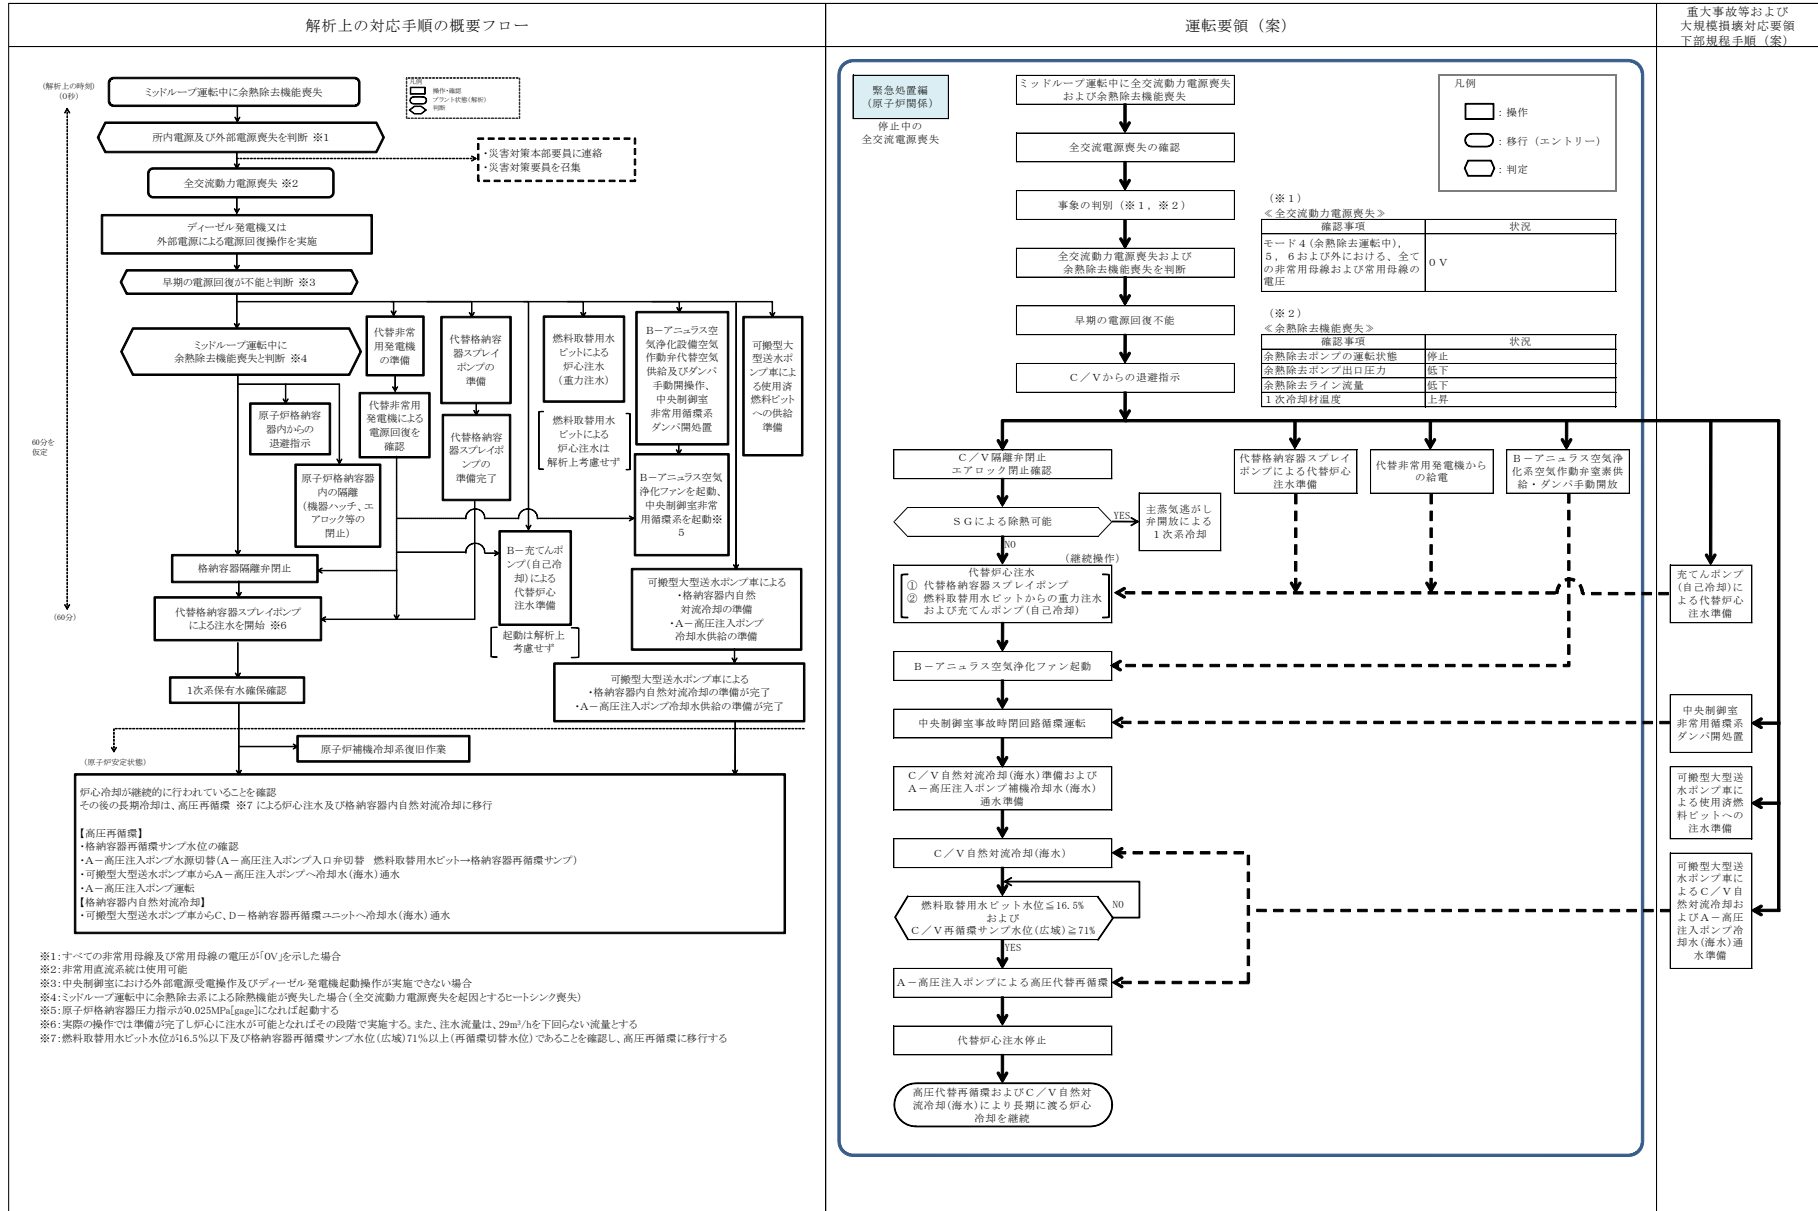 解析上の対応手順の概要フロー
運転要領（案）
重大事故等および
大規模損壊対応要領
下部規程手順（案）
(解析上の時刻)
(0秒)
ミッドループ運転中に余熱除去機能喪失
凡例
操作・確認
プラント状態(解析)
判断
所内電源及び外部電源喪失を判断 ※1
・災害対策本部要員に連絡
・災害対策要員を召集
全交流動力電源喪失 ※2
ディーゼル発電機又は
外部電源による電源回復操作を実施
早期の電源回復が不能と判断 ※3
ミッドループ運転中に
余熱除去機能喪失と判断 ※4
代替非常
用発電機
の準備
代替格納容
器スプレイ
ポンプの
準備
燃料取替用水
ピットによる
炉心注水
(重力注水)
B－アニュラス空
気浄化設備空気
作動弁代替空気
供給及びダンパ
手動開操作、
中央制御室
非常用循環系
ダンパ開処置
可搬型大
型送水ポ
ンプ車によ
る使用済
燃料ピット
への供給
準備
原子炉格納容
器内からの
退避指示
代替非常用
発電機による
電源回復を
確認
代替格納容
器スプレイポ
ンプの
準備完了
燃料取替用水
ピットによる
炉心注水は
解析上考慮せず
60分を
仮定
原子炉格納容器
内の隔離
(機器ハッチ、エ
アロック等の
閉止)
B－アニュラス空気
浄化ファンを起動、
中央制御室非常
用循環系を起動※
5
格納容器隔離弁閉止
B－充てんポ
ンプ(自己冷
却)による
代替炉心
注水準備
可搬型大型送水ポンプ車による
・格納容器内自然
対流冷却の準備
・A－高圧注入ポンプ
冷却水供給の準備
(60分)
代替格納容器スプレイポンプ
による注水を開始 ※6
起動は解析上
考慮せず
1次系保有水確保確認
可搬型大型送水ポンプ車による
・格納容器内自然対流冷却の準備が完了
・A－高圧注入ポンプ冷却水供給の準備が完了
原子炉補機冷却系復旧作業
(原子炉安定状態)
炉心冷却が継続的に行われていることを確認
その後の長期冷却は、高圧再循環 ※7 による炉心注水及び格納容器内自然対流冷却に移行
【高圧再循環】
・格納容器再循環サンプ水位の確認
・A－高圧注入ポンプ水源切替(A－高圧注入ポンプ入口弁切替　燃料取替用水ピット→格納容器再循環サンプ)
・可搬型大型送水ポンプ車からA－高圧注入ポンプへ冷却水(海水)通水
・A－高圧注入ポンプ運転
【格納容器内自然対流冷却】
・可搬型大型送水ポンプ車からC、D－格納容器再循環ユニットへ冷却水(海水)通水
※1：すべての非常用母線及び常用母線の電圧が「0V」を示した場合
※2：非常用直流系統は使用可能
※3：中央制御室における外部電源受電操作及びディーゼル発電機起動操作が実施できない場合
※4：ミッドループ運転中に余熱除去系による除熱機能が喪失した場合(全交流動力電源喪失を起因とするヒートシンク喪失)
※5：原子炉格納容器圧力指示が0.025MPa[gage]になれば起動する
※6：実際の操作では準備が完了し炉心に注水が可能となればその段階で実施する。また、注水流量は、29m³/hを下回らない流量とする
※7：燃料取替用水ピット水位が16.5%以下及び格納容器再循環サンプ水位(広域)71%以上(再循環切替水位)であることを確認し、高圧再循環に移行する
緊急処置編
(原子炉関係)
停止中の
全交流電源喪失
ミッドループ運転中に全交流動力電源喪失
および余熱除去機能喪失
凡例
：操作
：移行（エントリー）
：判定
全交流電源喪失の確認
事象の判別（※１，※２）
全交流動力電源喪失および
余熱除去機能喪失を判断
早期の電源回復不能
Ｃ／Ｖからの退避指示
（※１）
≪全交流動力電源喪失≫
確認事項 状況
モード４(余熱除去運転中)，
５，６および外における、全て
の非常用母線および常用母線の
電圧
０Ｖ
（※２）
≪余熱除去機能喪失≫
確認事項 状況
余熱除去ポンプの運転状態 停止
余熱除去ポンプ出口圧力 低下
余熱除去ライン流量 低下
１次冷却材温度 上昇
Ｃ／Ｖ隔離弁閉止
エアロック閉止確認
代替格納容器スプレイ
ポンプによる代替炉心
注水準備
代替非常用発電機から
の給電
Ｂ－アニュラス空気浄
化系空気作動弁窒素供
給・ダンパ手動開放
ＳＧによる除熱可能
YES
主蒸気逃がし
弁開放による
１次系冷却
NO
(継続操作)
代替炉心注水
① 代替格納容器スプレイポンプ
② 燃料取替用水ピットからの重力注水
および充てんポンプ(自己冷却)
充てんポンプ
(自己冷却)に
よる代替炉心
注水準備
Ｂ－アニュラス空気浄化ファン起動
中央制御室事故時閉回路循環運転
中央制御室
非常用循環系
ダンパ開処置
Ｃ／Ｖ自然対流冷却(海水)準備および
Ａ－高圧注入ポンプ補機冷却水(海水)
通水準備
可搬型大型送
水ポンプ車に
よる使用済燃
料ピットへの
注水準備
Ｃ／Ｖ自然対流冷却(海水)
燃料取替用水ピット水位≦16.5%
および
Ｃ／Ｖ再循環サンプ水位(広域)≧71%
NO
YES
可搬型大型送
水ポンプ車に
よるＣ／Ｖ自
然対流冷却お
よびＡ－高圧
注入ポンプ冷
却水(海水)通
水準備
Ａ－高圧注入ポンプによる高圧代替再循環
代替炉心注水停止
高圧代替再循環およびＣ／Ｖ自然対
流冷却(海水)により長期に渡る炉心
冷却を継続